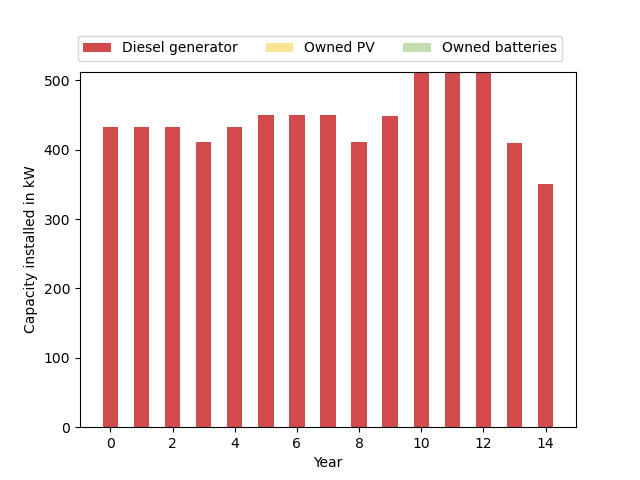 Diesel generator Owned PV Owned batteries
500
400
300
200
100
0
Capacity installed in kW
0 2 4 6 8 10 12 14
Year